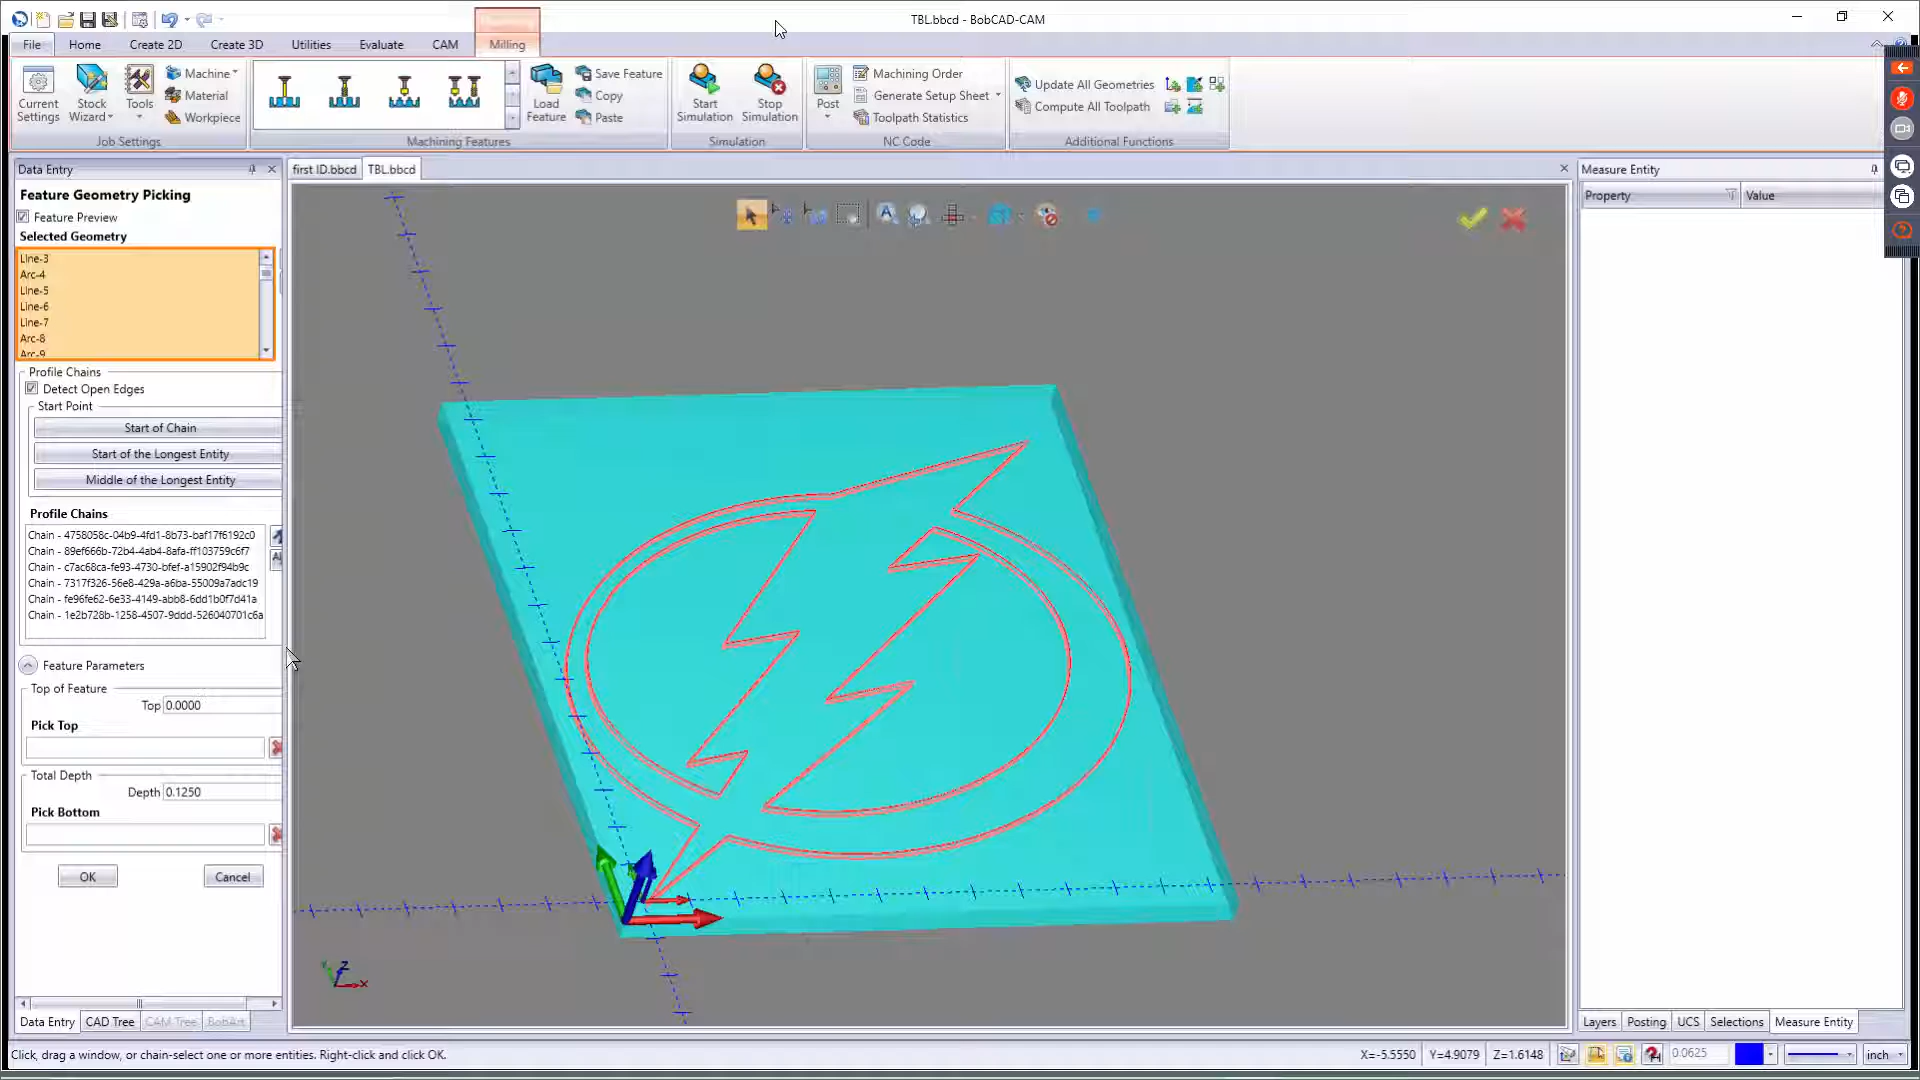 TBL.bbcd - BobCAD-CAM
File Home Create 2D Create 3D Utilities Evaluate CAM Milling
Current Settings
Stock Wizard
Tools
Machine
Material
Workpiece
Job Settings
Load Feature
Save Feature
Copy
Paste
Machining Features
Start Simulation
Stop Simulation
Simulation
Post
Machining Order
Generate Setup Sheet
Toolpath Statistics
NC Code
Update All Geometries
Compute All Toolpath
Additional Functions
Data Entry
first ID.bbcd TBL.bbcd
Measure Entity
Property Value
Feature Geometry Picking
Feature Preview
Selected Geometry
Line-3
Arc-4
Line-5
Line-6
Line-7
Arc-8
Arc-9
Profile Chains
Detect Open Edges
Start Point
Start of Chain
Start of the Longest Entity
Middle of the Longest Entity
Profile Chains
Chain - 4758058c-04b9-4fd1-8b73-baf17f6192c0
Chain - 89ef666b-72b4-4ab4-8afa-ff103759c6f7
Chain - c7ac68ca-fe93-4730-bfef-a15902f94b9c
Chain - 7317f326-56e8-429a-a6ba-55009a7adc19
Chain - fe96fe62-6e33-4149-abb8-6dd1b0f7d41a
Chain - 1e2b728b-1258-4507-9ddd-526040701c6a
Feature Parameters
Top of Feature
Top 0.0000
Pick Top
Total Depth
Depth 0.1250
Pick Bottom
OK Cancel
Z
X
Data Entry CAD Tree CAM Tree BobArt
Layers Posting UCS Selections Measure Entity
Click, drag a window, or chain-select one or more entities. Right-click and click OK.
X=-5.5550 Y=4.9079 Z=1.6148 0.0625 inch